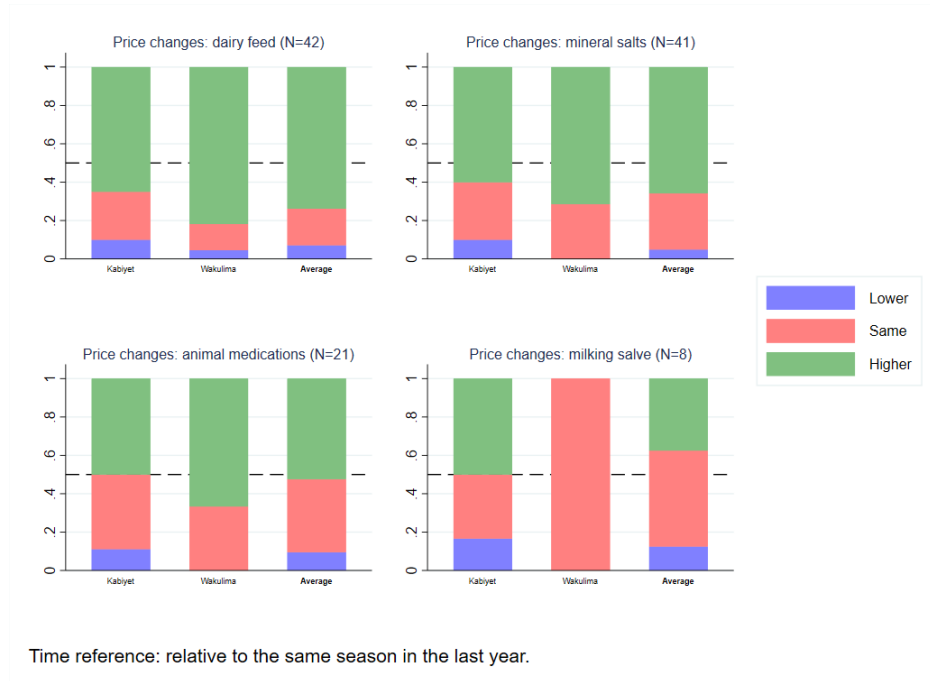 Price changes: dairy feed (N=42)
0 .2 .4 .6 .8 1
Kabiyet Wakulima Average
Price changes: mineral salts (N=41)
0 .2 .4 .6 .8 1
Kabiyet Wakulima Average
Lower
Same
Higher
Price changes: animal medications (N=21)
0 .2 .4 .6 .8 1
Kabiyet Wakulima Average
Price changes: milking salve (N=8)
0 .2 .4 .6 .8 1
Kabiyet Wakulima Average
Time reference: relative to the same season in the last year.